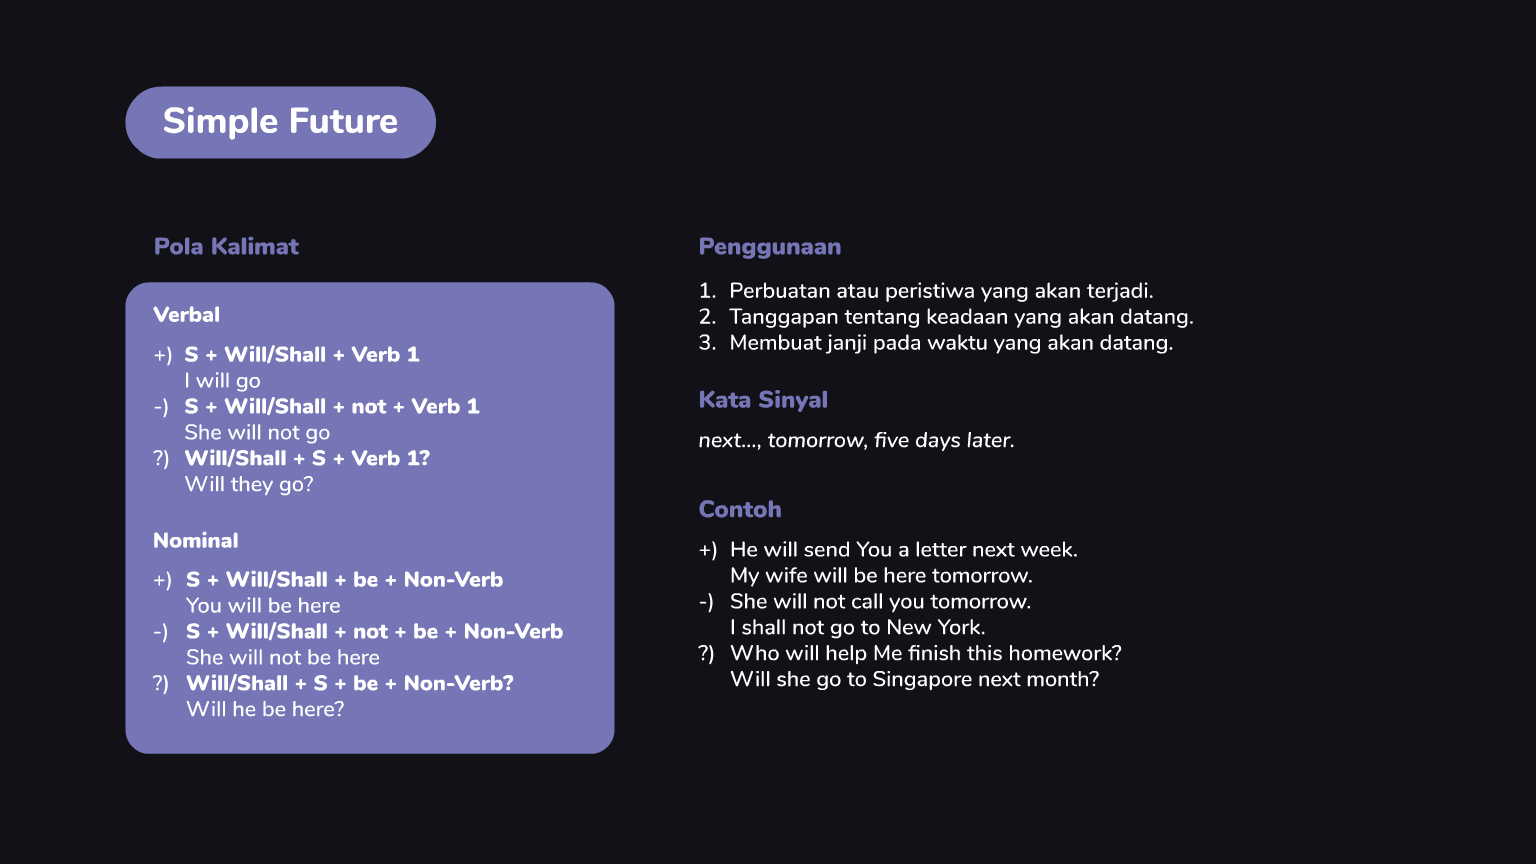 Simple Future
Pola Kalimat
Verbal
+) S + Will/Shall + Verb 1
I will go
-) S + Will/Shall + not + Verb 1
She will not go
?) Will/Shall + S + Verb 1?
Will they go?
Nominal
+) S + Will/Shall + be + Non-Verb
You will be here
-) S + Will/Shall + not + be + Non-Verb
She will not be here
?) Will/Shall + S + be + Non-Verb?
Will he be here?
Penggunaan
1. Perbuatan atau peristiwa yang akan terjadi.
2. Tanggapan tentang keadaan yang akan datang.
3. Membuat janji pada waktu yang akan datang.
Kata Sinyal
next..., tomorrow, five days later.
Contoh
+) He will send You a letter next week.
My wife will be here tomorrow.
-) She will not call you tomorrow.
I shall not go to New York.
?) Who will help Me finish this homework?
Will she go to Singapore next month?